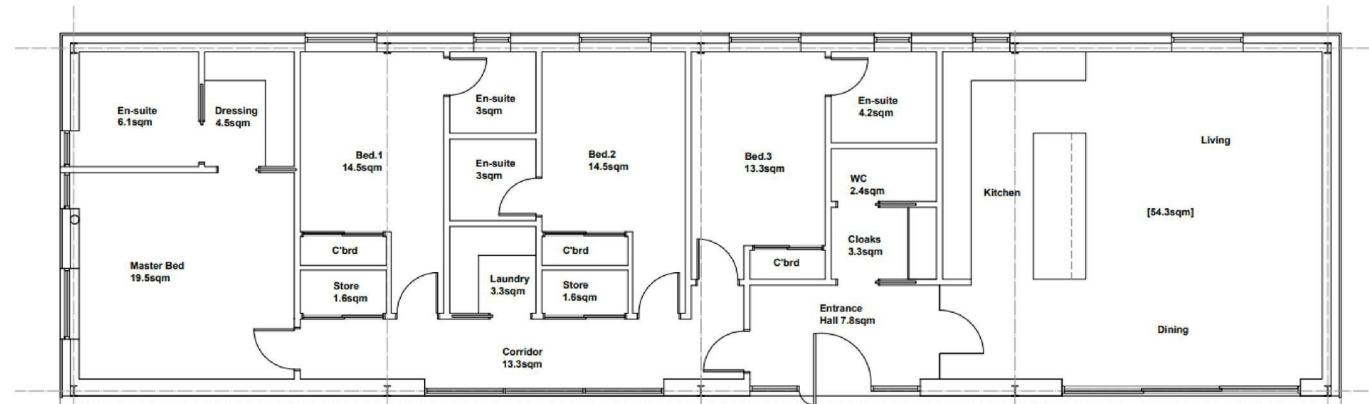 En-suite
6.1sqm
Dressing
4.5sqm
Bed.1
14.5sqm
En-suite
3sqm
En-suite
3sqm
Bed.2
14.5sqm
Bed.3
13.3sqm
En-suite
4.2sqm
WC
2.4sqm
Kitchen
Living
[54.3sqm]
Master Bed
19.5sqm
C'brd
Store
1.6sqm
Laundry
3.3sqm
C'brd
Store
1.6sqm
C'brd
Cloaks
3.3sqm
Entrance
Hall 7.8sqm
Dining
Corridor
13.3sqm